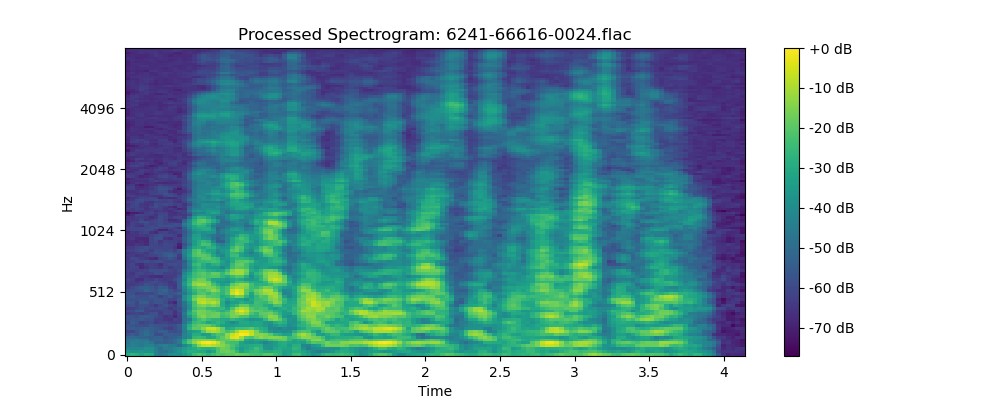 Processed Spectrogram: 6241-66616-0024.flac
+0 dB
4096
-10 dB
-20 dB
2048
-30 dB
Hz
1024
-40 dB
-50 dB
512
-60 dB
-70 dB
0
0 0.5 1 1.5 2 2.5 3 3.5 4
Time